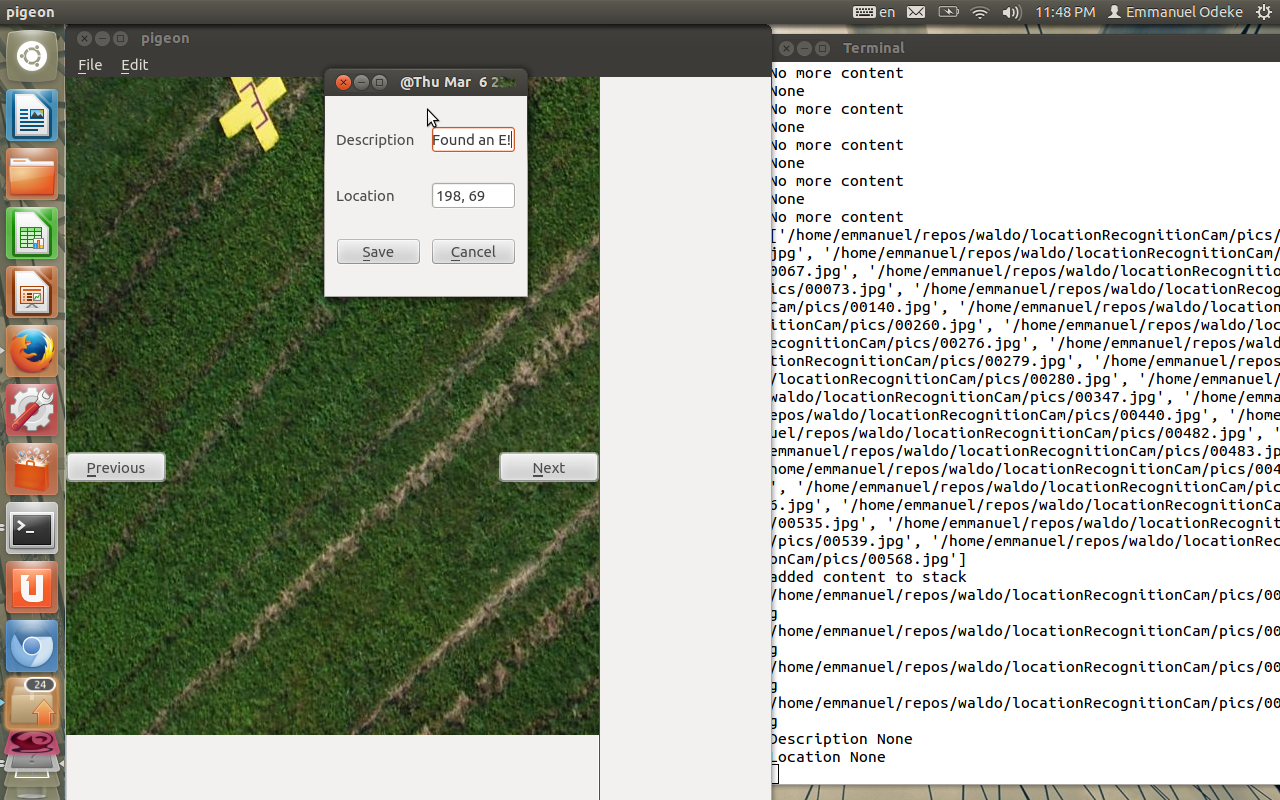 pigeon
en
11:48 PM
Emmanuel Odeke
pigeon
File Edit
@Thu Mar 6
Description
Found an E!
Location
198, 69
Save
Cancel
Previous
Next
24
Terminal
No more content
None
No more content
None
No more content
None
No more content
None
No more content
['/home/emmanuel/repos/waldo/locationRecognitionCam/pics/
jpg', '/home/emmanuel/repos/waldo/locationRecognitionCam
0067.jpg', '/home/emmanuel/repos/waldo/locationRecognitio
ics/00073.jpg', '/home/emmanuel/repos/waldo/locationRecog
Cam/pics/00140.jpg', '/home/emmanuel/repos/waldo/location
itionCam/pics/00260.jpg', '/home/emmanuel/repos/waldo/loc
ecognitionCam/pics/00276.jpg', '/home/emmanuel/repos/wald
tionRecognitionCam/pics/00279.jpg', '/home/emmanuel/repos
/locationRecognitionCam/pics/00280.jpg', '/home/emmanuel/
waldo/locationRecognitionCam/pics/00347.jpg', '/home/emma
epos/waldo/locationRecognitionCam/pics/00440.jpg', '/home
uel/repos/waldo/locationRecognitionCam/pics/00482.jpg', '
emmanuel/repos/waldo/locationRecognitionCam/pics/00483.jp
home/emmanuel/repos/waldo/locationRecognitionCam/pics/004
', '/home/emmanuel/repos/waldo/locationRecognitionCam/pic
6.jpg', '/home/emmanuel/repos/waldo/locationRecognitionCa
/00535.jpg', '/home/emmanuel/repos/waldo/locationRecognit
/pics/00539.jpg', '/home/emmanuel/repos/waldo/locationRec
onCam/pics/00568.jpg']
added content to stack
/home/emmanuel/repos/waldo/locationRecognitionCam/pics/00
g
/home/emmanuel/repos/waldo/locationRecognitionCam/pics/00
g
/home/emmanuel/repos/waldo/locationRecognitionCam/pics/00
g
/home/emmanuel/repos/waldo/locationRecognitionCam/pics/00
g
Description None
Location None